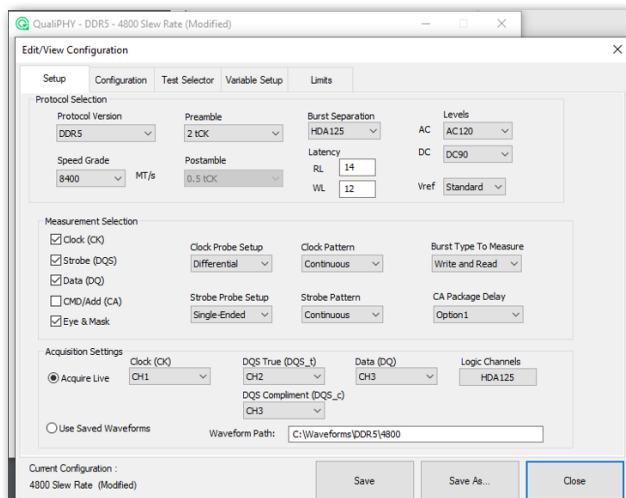 QualiPHY - DDR5 - 4800 Slew Rate (Modified)
Edit/View Configuration
Setup Configuration Test Selector Variable Setup Limits
Protocol Selection
Protocol Version Preamble Burst Separation Levels
DDR5 2 tCK HDA125 AC AC120
Speed Grade Postamble Latency DC DC90
8400 MT/s 0.5 tCK RL 14
WL 12 Vref Standard
Measurement Selection
Clock (CK)
Strobe (DQS)
Data (DQ)
CMD/Add (CA)
Eye & Mask
Clock Probe Setup Clock Pattern Burst Type To Measure
Differential Continuous Write and Read
Strobe Probe Setup Strobe Pattern CA Package Delay
Single-Ended Continuous Option1
Acquisition Settings
Clock (CK) DQS True (DQS_t) Data (DQ) Logic Channels
Acquire Live CH1 CH2 CH3 HDA125
DQS Compliment (DQS_c)
CH3
Use Saved Waveforms Waveform Path: C:\Waveforms\DDR5\4800
Current Configuration :
4800 Slew Rate (Modified)
Save Save As... Close